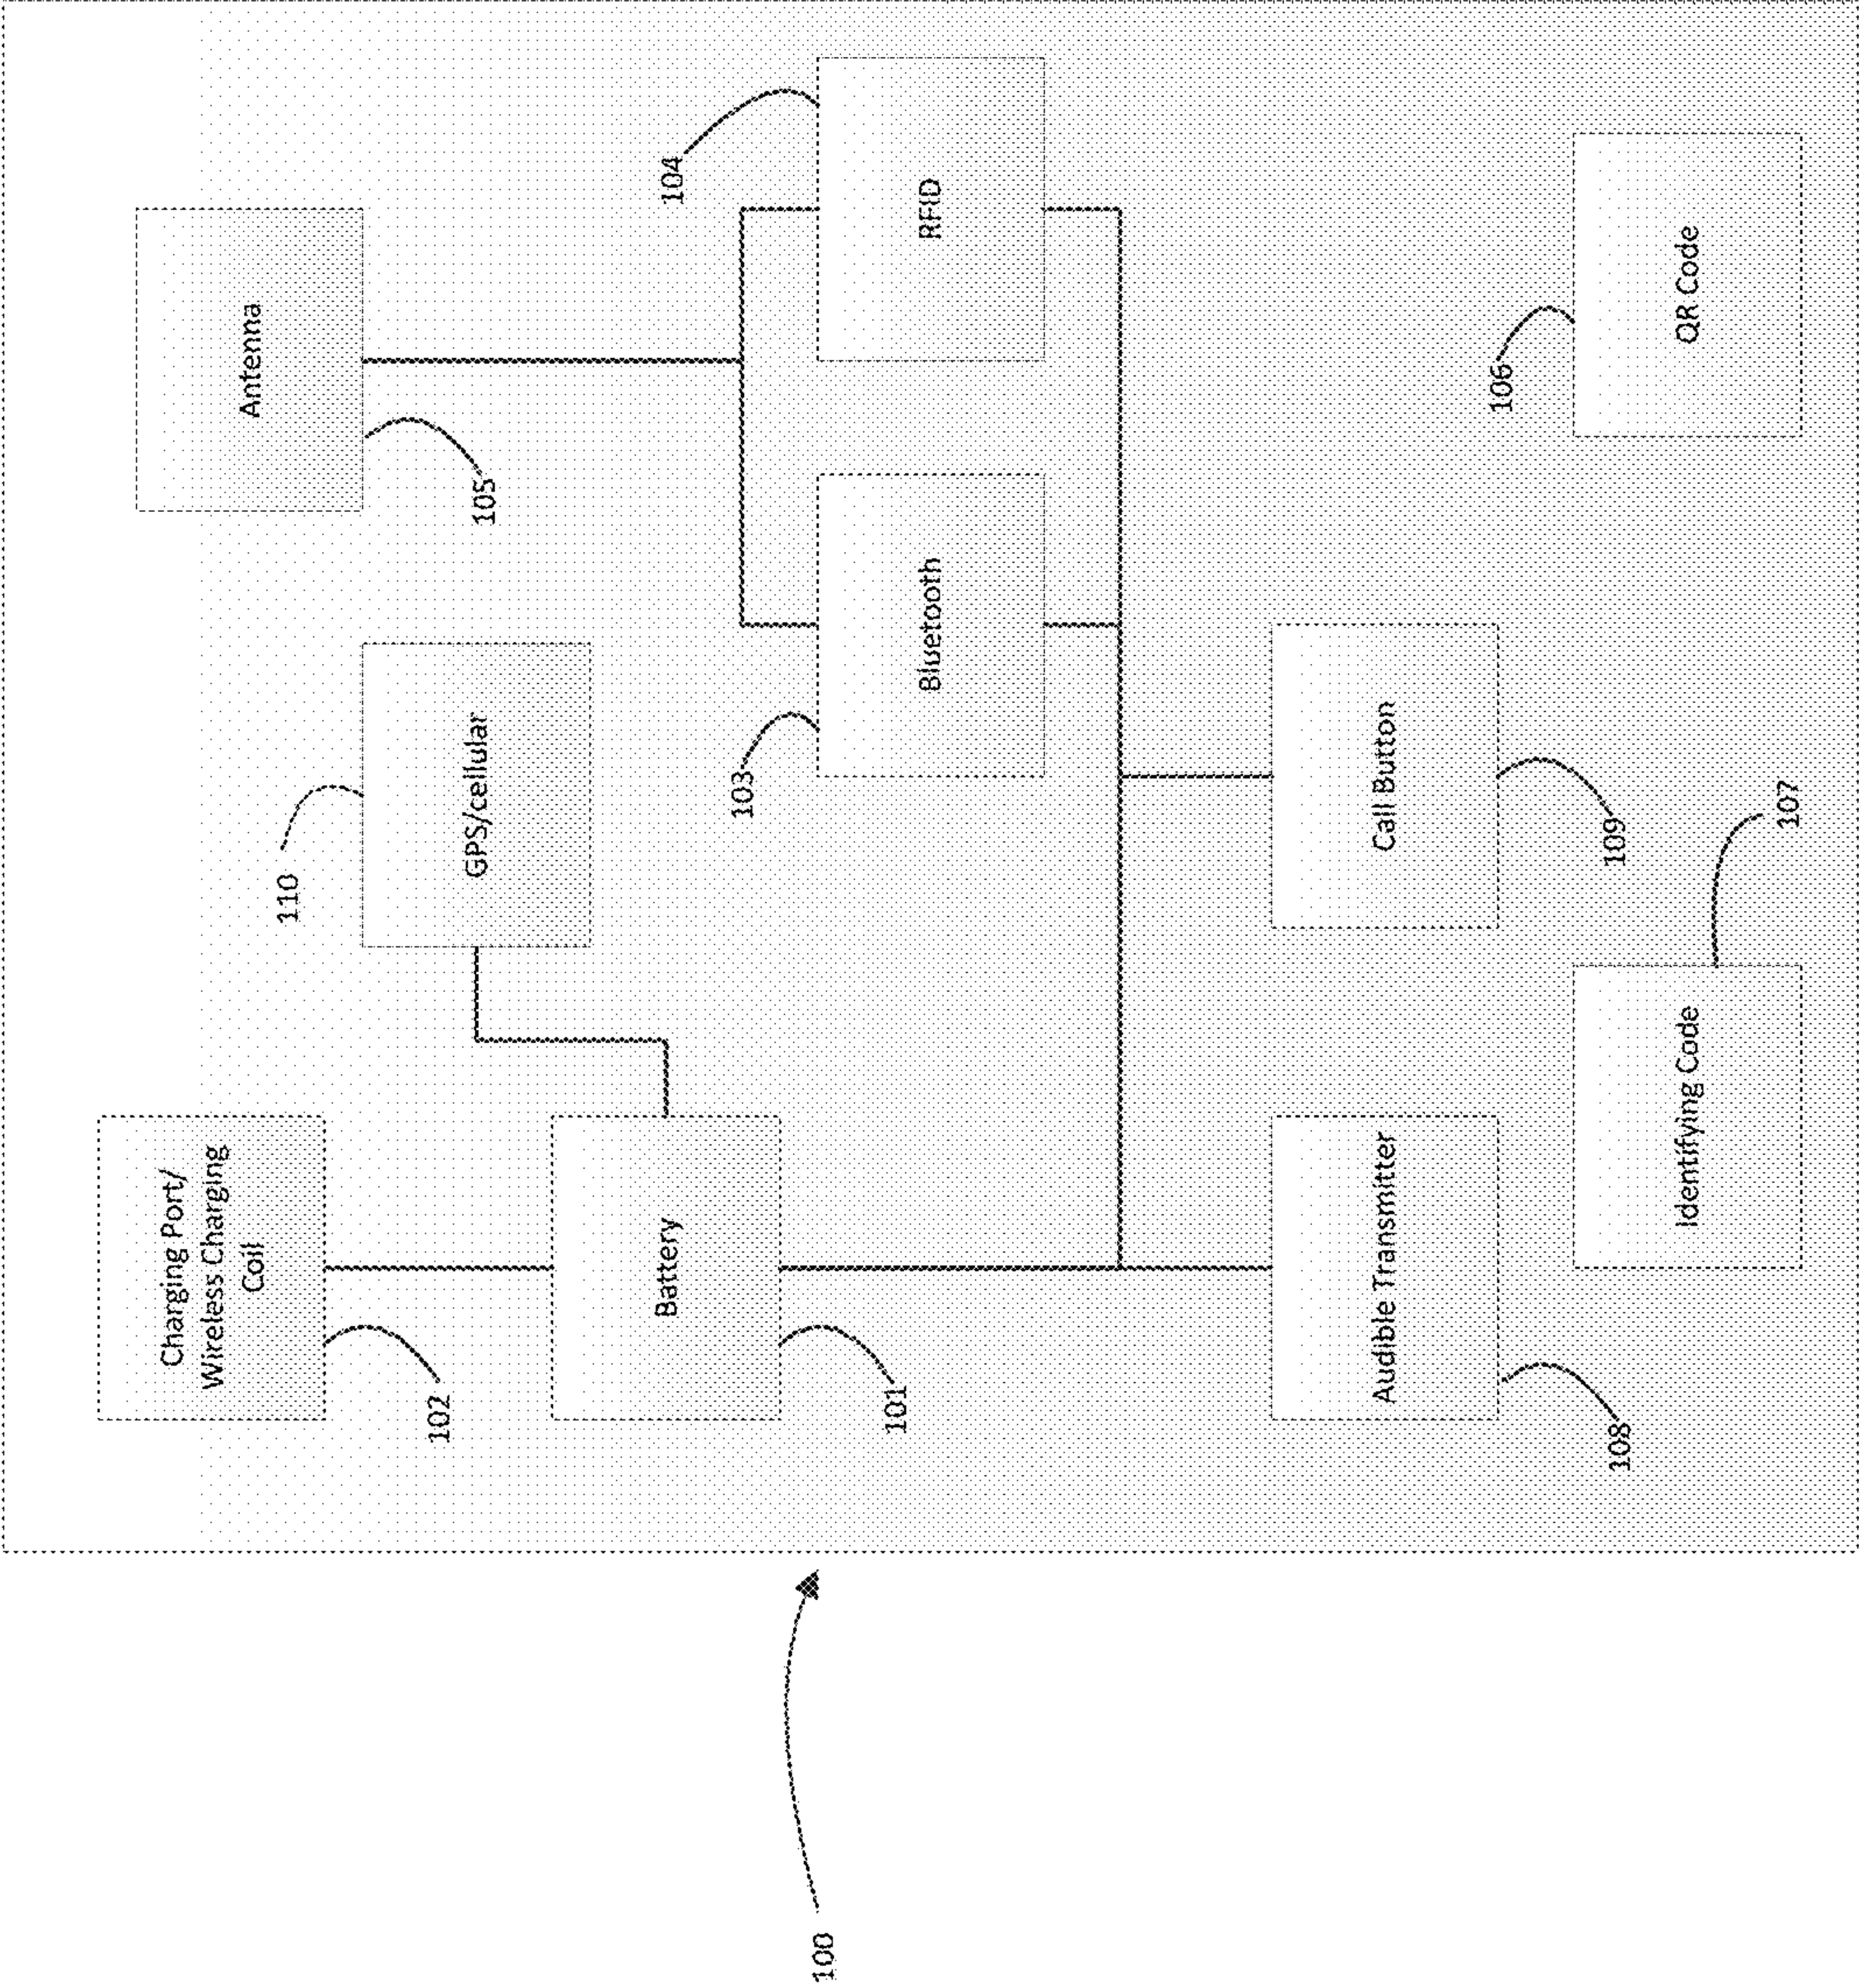 100
Charging Port/
Wireless Charging
Coil
102
110
GPS/cellular
Antenna
105
Battery
101
103
Bluetooth
104
RFID
Audible Transmitter
108
Call Button
109
Identifying Code
107
106
QR Code